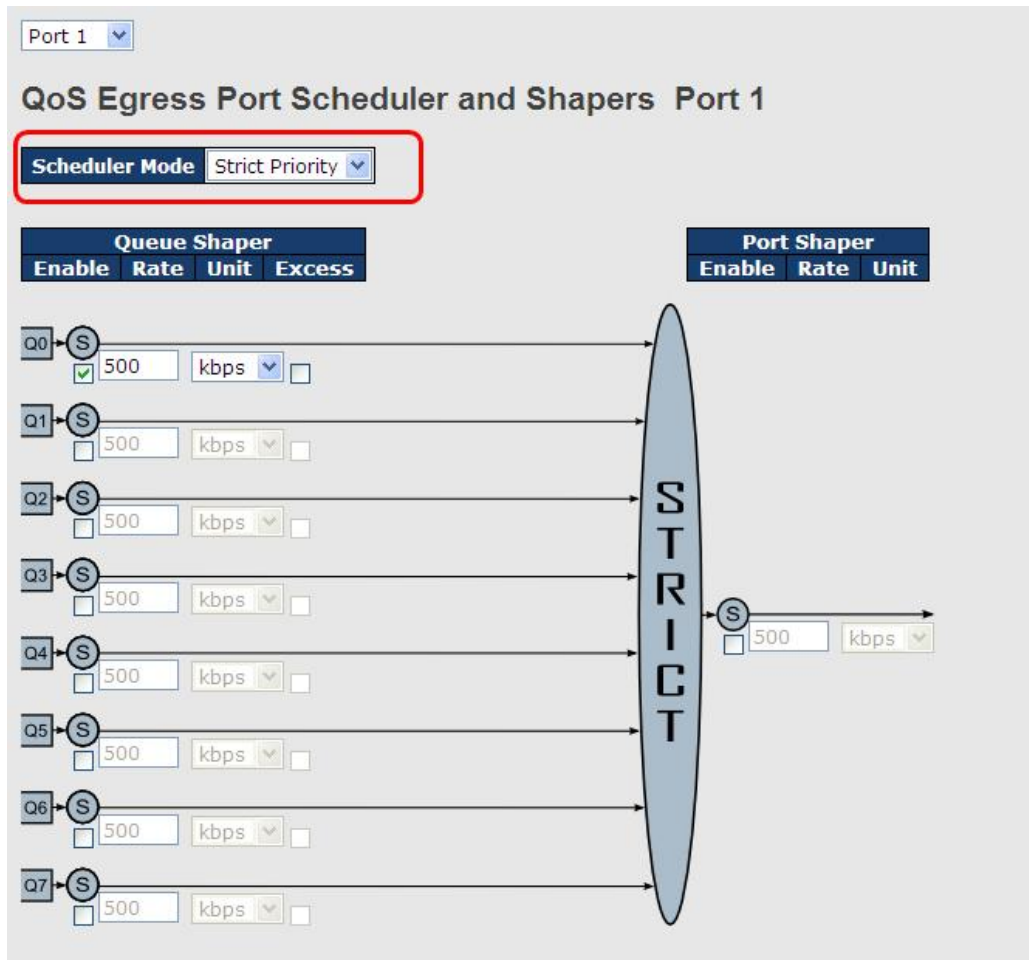 Port 1
QoS Egress Port Scheduler and Shapers Port 1
Scheduler Mode Strict Priority
Queue Shaper
Enable Rate Unit Excess
Port Shaper
Enable Rate Unit
Q0 S
500 kbps
Q1 S
500 kbps
Q2 S
500 kbps
Q3 S
500 kbps
Q4 S
500 kbps
Q5 S
500 kbps
Q6 S
500 kbps
Q7 S
500 kbps
STRICT
S
500 kbps